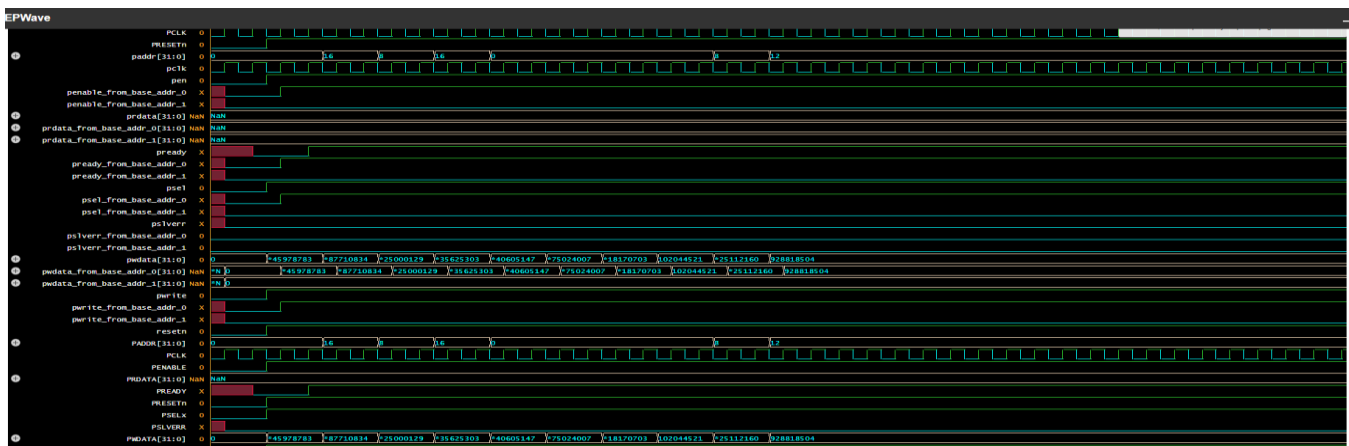 EPWave
PCLK 0
PRESETn 0
paddr[31:0] 0 0 16 8 16 0 8 12
pclk 0
pen 0
penable_from_base_addr_0 X
penable_from_base_addr_1 X
prdata[31:0] NaN NaN
prdata_from_base_addr_0[31:0] NaN NaN
prdata_from_base_addr_1[31:0] NaN NaN
pready X
pready_from_base_addr_0 X
pready_from_base_addr_1 X
psel 0
psel_from_base_addr_0 X
psel_from_base_addr_1 X
pslverr X
pslverr_from_base_addr_0 0
pslverr_from_base_addr_1 0
pwdata[31:0] 0 0 *45978783 *87710834 *25000129 *35625303 *40605147 *75024007 *18170703 102044521 *25112160 928818504
pwdata_from_base_addr_0[31:0] NaN *N 0 *45978783 *87710834 *25000129 *35625303 *40605147 *75024007 *18170703 102044521 *25112160 928818504
pwdata_from_base_addr_1[31:0] NaN *N 0
pwrite 0
pwrite_from_base_addr_0 X
pwrite_from_base_addr_1 X
resetn 0
PADDR[31:0] 0 0 16 8 16 0 8 12
PCLK 0
PENABLE 0
PRDATA[31:0] NaN NaN
PREADY X
PRESETn 0
PSELx 0
PSLVERR X
PWDATA[31:0] 0 0 *45978783 *87710834 *25000129 *35625303 *40605147 *75024007 *18170703 102044521 *25112160 928818504